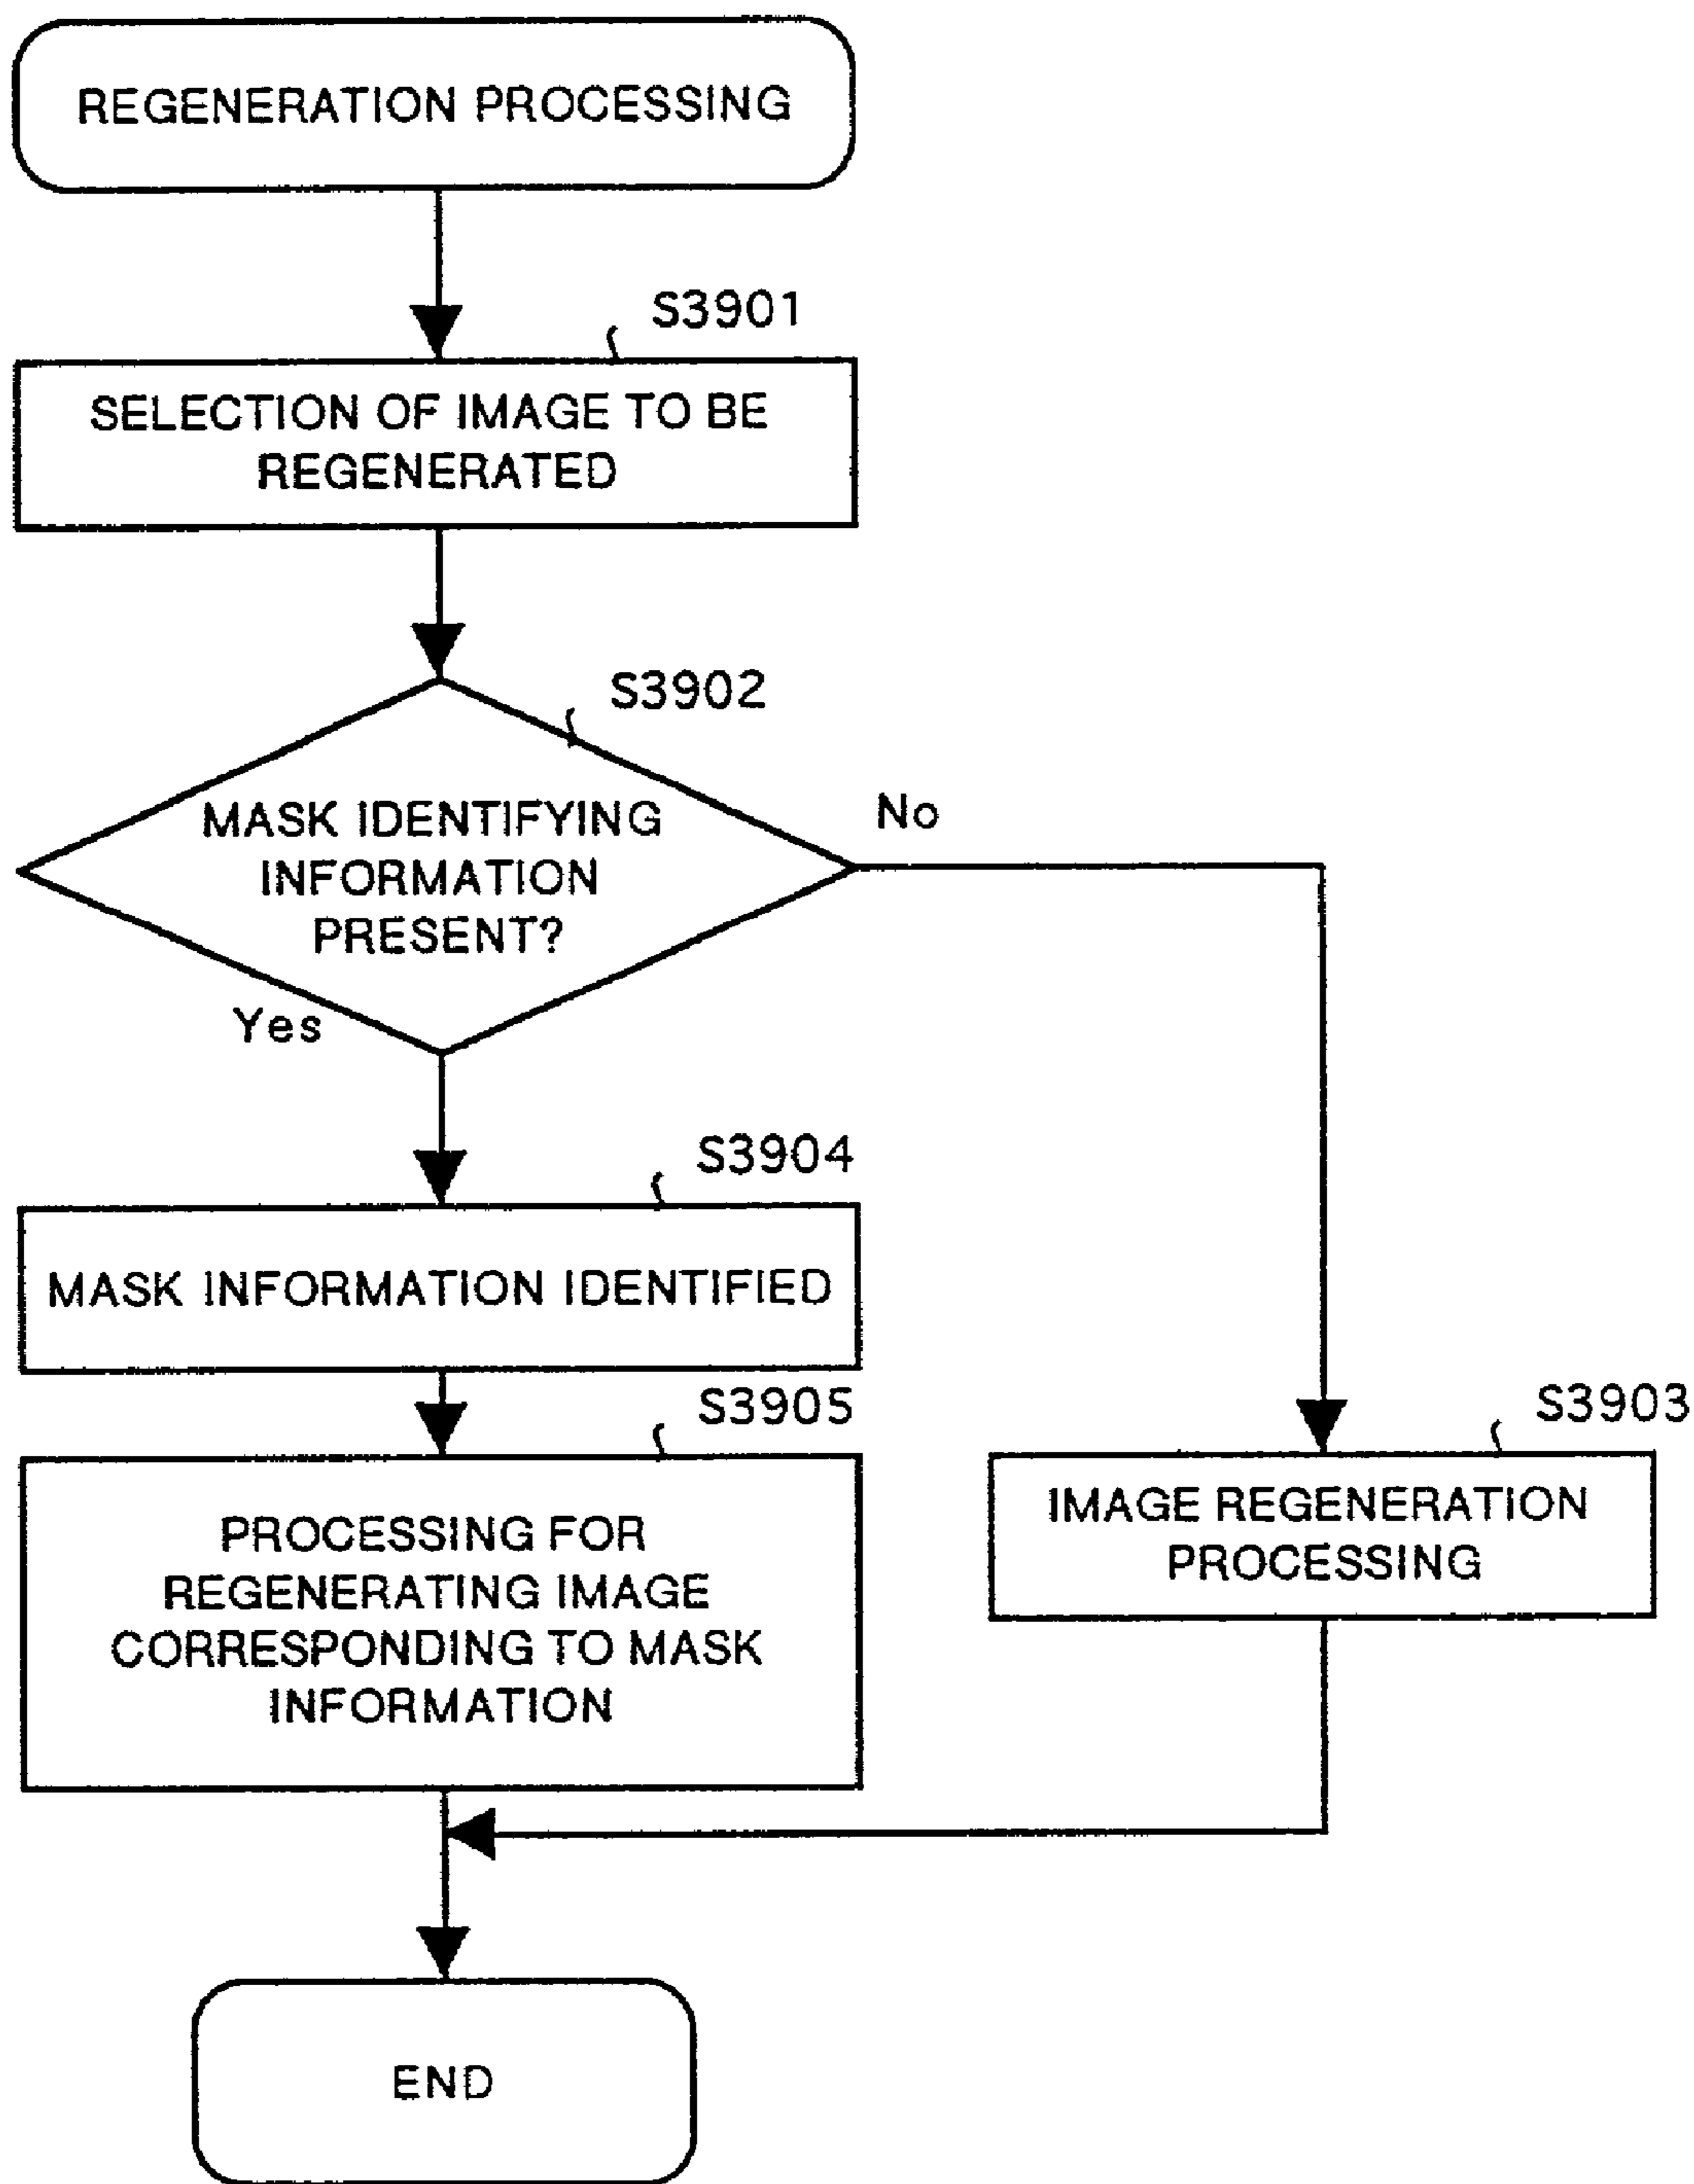 REGENERATION PROCESSING
S3901
SELECTION OF IMAGE TO BE
REGENERATED
S3902
MASK IDENTIFYING
INFORMATION
PRESENT?
No
Yes
S3904
MASK INFORMATION IDENTIFIED
S3905
PROCESSING FOR
REGENERATING IMAGE
CORRESPONDING TO MASK
INFORMATION
S3903
IMAGE REGENERATION
PROCESSING
END